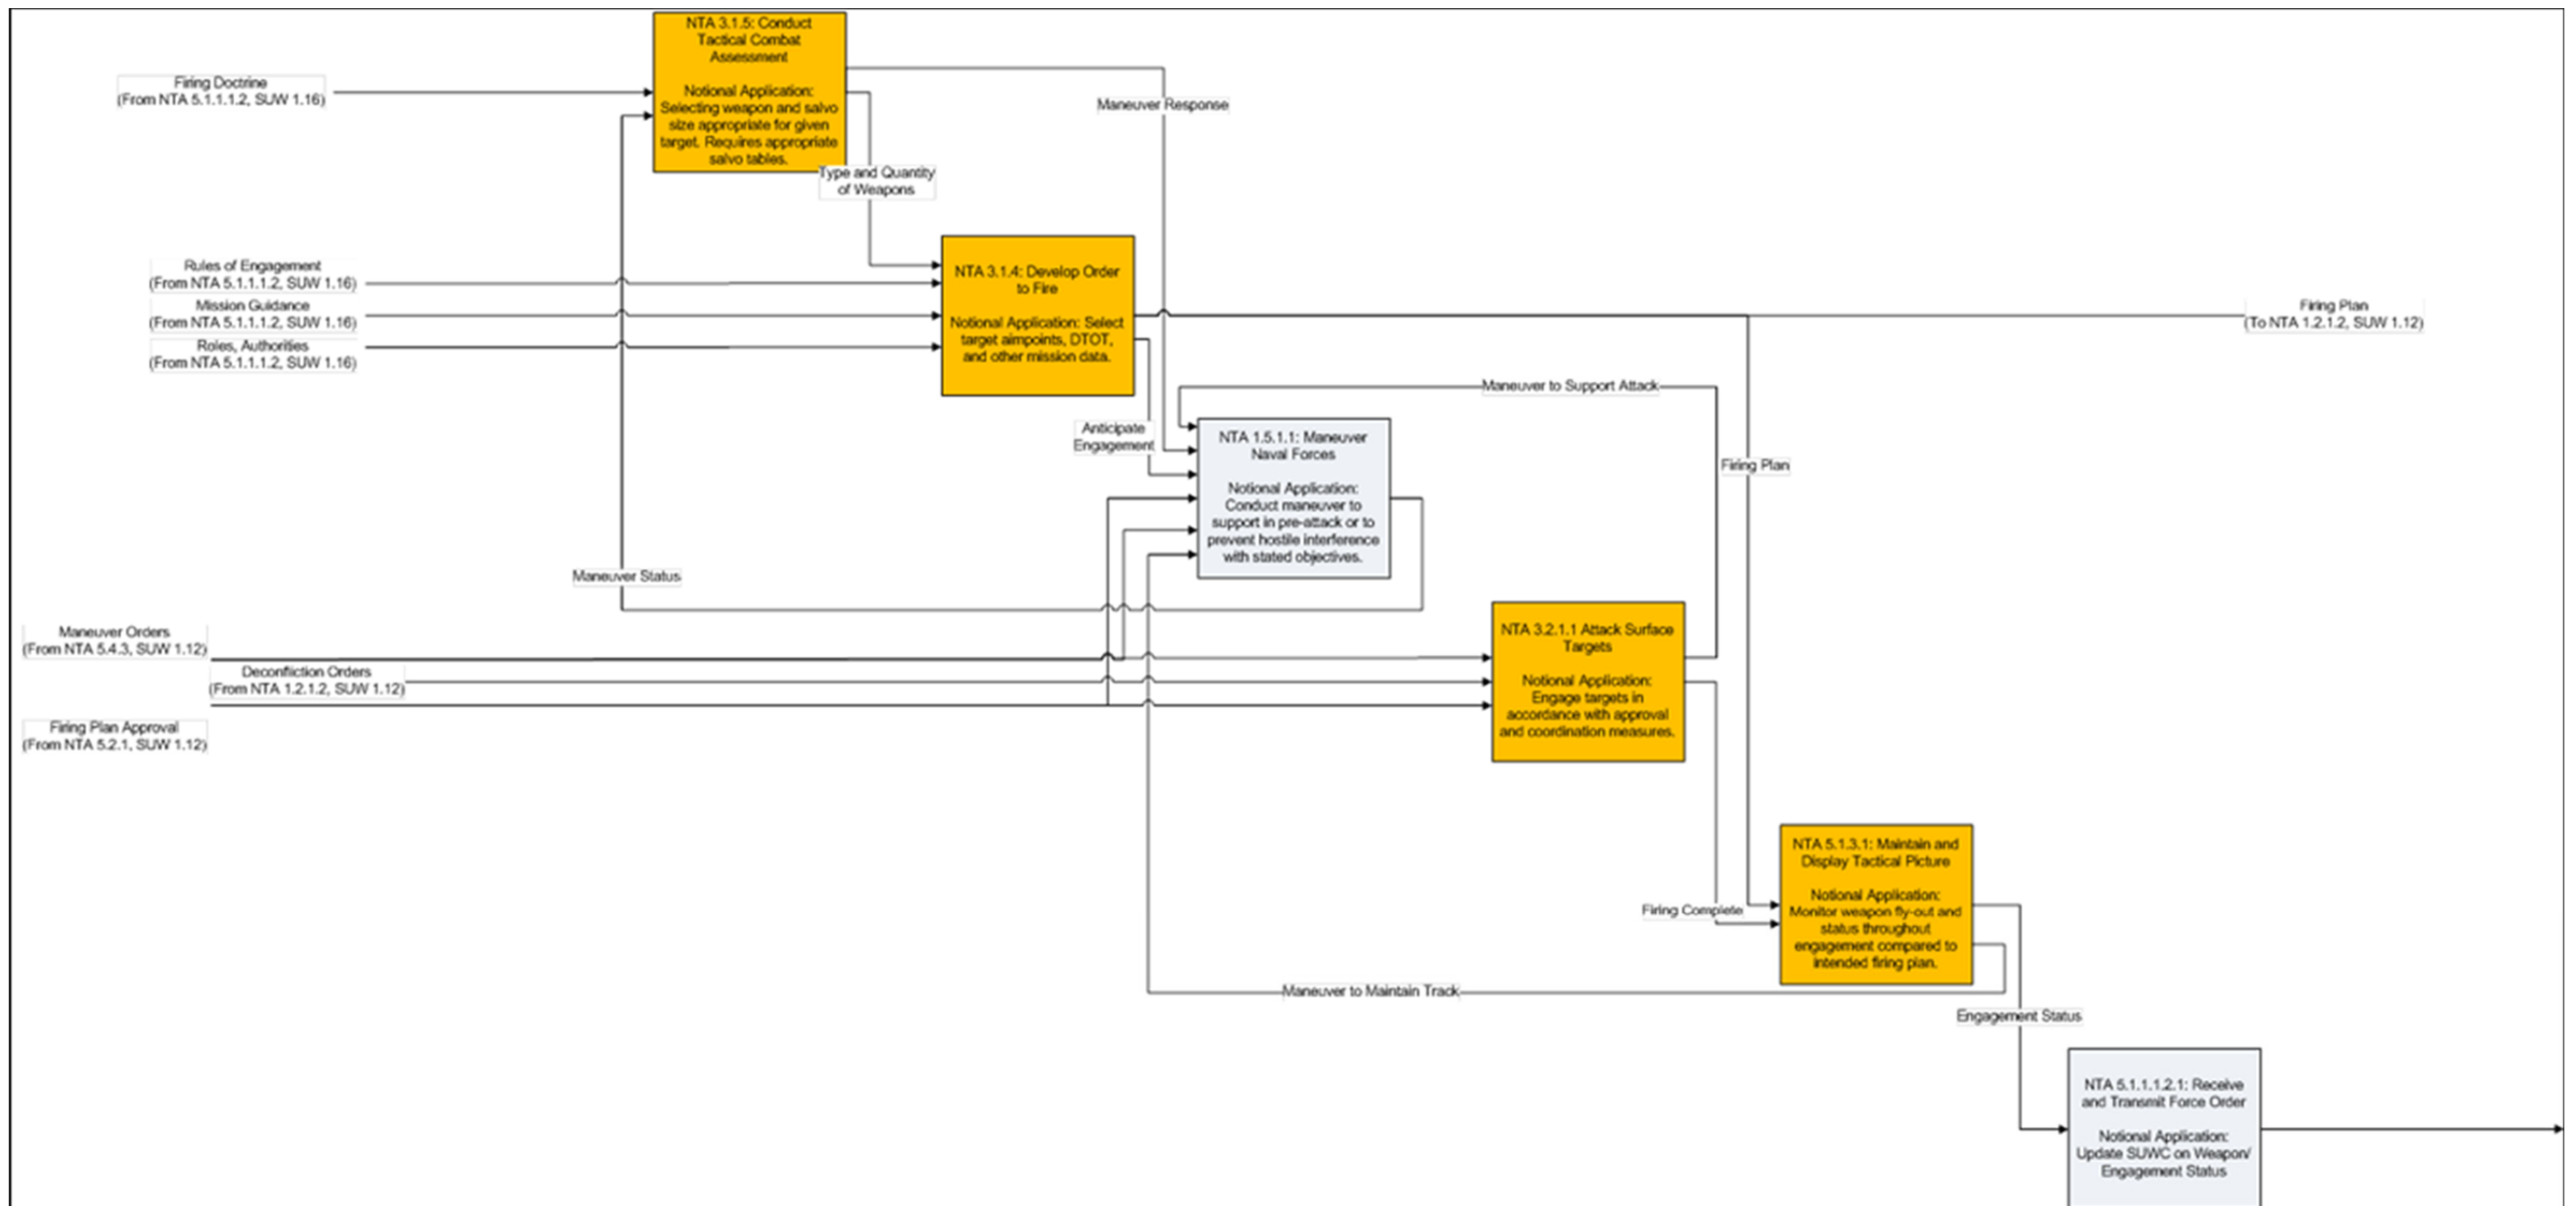 NTA 3.1.5: Conduct
Tactical Combat
Assessment
Notional Application:
Selecting weapon and salvo
size appropriate for given
target. Requires appropriate
salvo tables.
Firing Doctrine
(From NTA 5.1.1.1.2, SUW 1.16)
Maneuver Response
Type and Quantity
of Weapons
Rules of Engagement
(From NTA 5.1.1.1.2, SUW 1.16)
Mission Guidance
(From NTA 5.1.1.1.2, SUW 1.16)
Roles, Authorities
(From NTA 5.1.1.1.2, SUW 1.16)
NTA 3.1.4: Develop Order
to Fire
Notional Application: Select
target aimpoints, DTOT,
and other mission data.
Firing Plan
(To NTA 1.2.1.2, SUW 1.12)
Maneuver to Support Attack
Anticipate
Engagement
NTA 1.5.1.1: Maneuver
Naval Forces
Notional Application:
Conduct maneuver to
support in pre-attack or to
prevent hostile interference
with stated objectives.
Firing Plan
Maneuver Status
Maneuver Orders
(From NTA 5.4.3, SUW 1.12)
Deconfliction Orders
(From NTA 1.2.1.2, SUW 1.12)
Firing Plan Approval
(From NTA 5.2.1, SUW 1.12)
NTA 3.2.1.1 Attack Surface
Targets
Notional Application:
Engage targets in
accordance with approval
and coordination measures.
NTA 5.1.3.1: Maintain and
Display Tactical Picture
Notional Application:
Monitor weapon fly-out and
status throughout
engagement compared to
intended firing plan.
Firing Complete
Maneuver to Maintain Track
Engagement Status
NTA 5.1.1.1.2.1: Receive
and Transmit Force Order
Notional Application:
Update SUWC on Weapon/
Engagement Status